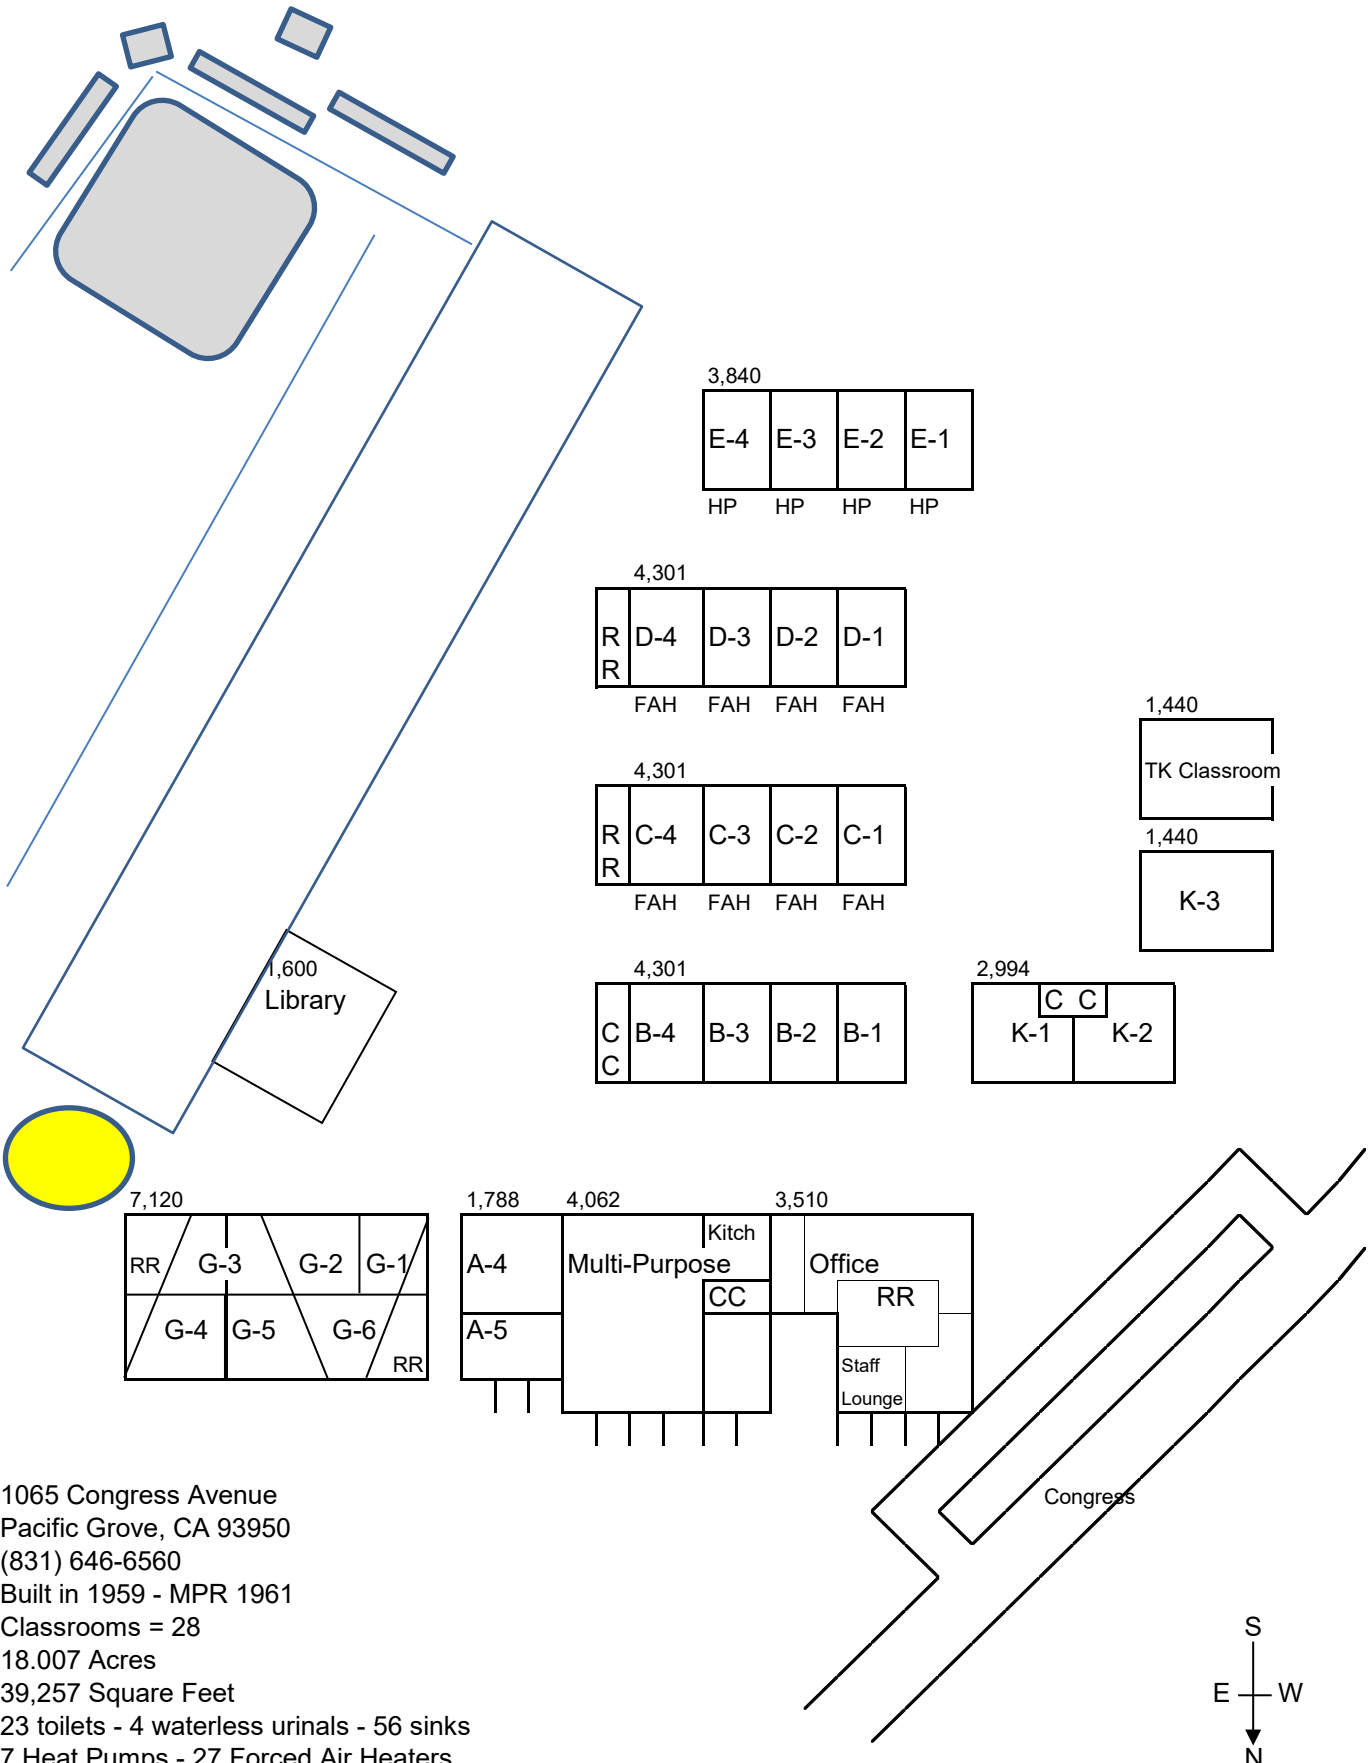 3,840
E-4 E-3 E-2 E-1
HP HP HP HP
4,301
R D-4 D-3 D-2 D-1
R
FAH FAH FAH FAH
1,440
TK Classroom
4,301
R C-4 C-3 C-2 C-1
R
FAH FAH FAH FAH
1,440
K-3
1,600
Library
4,301
C B-4 B-3 B-2 B-1
C
2,994
C C
K-1 K-2
7,120
RR G-3 G-2 G-1
G-4 G-5 G-6
RR
1,788 4,062 3,510
Kitch
A-4 Multi-Purpose Office
CC RR
A-5
Staff
Lounge
Congress
1065 Congress Avenue
Pacific Grove, CA 93950
(831) 646-6560
Built in 1959 - MPR 1961
Classrooms = 28
18.007 Acres
39,257 Square Feet
23 toilets - 4 waterless urinals - 56 sinks
7 Heat Pumps - 27 Forced Air Heaters
S
E W
N